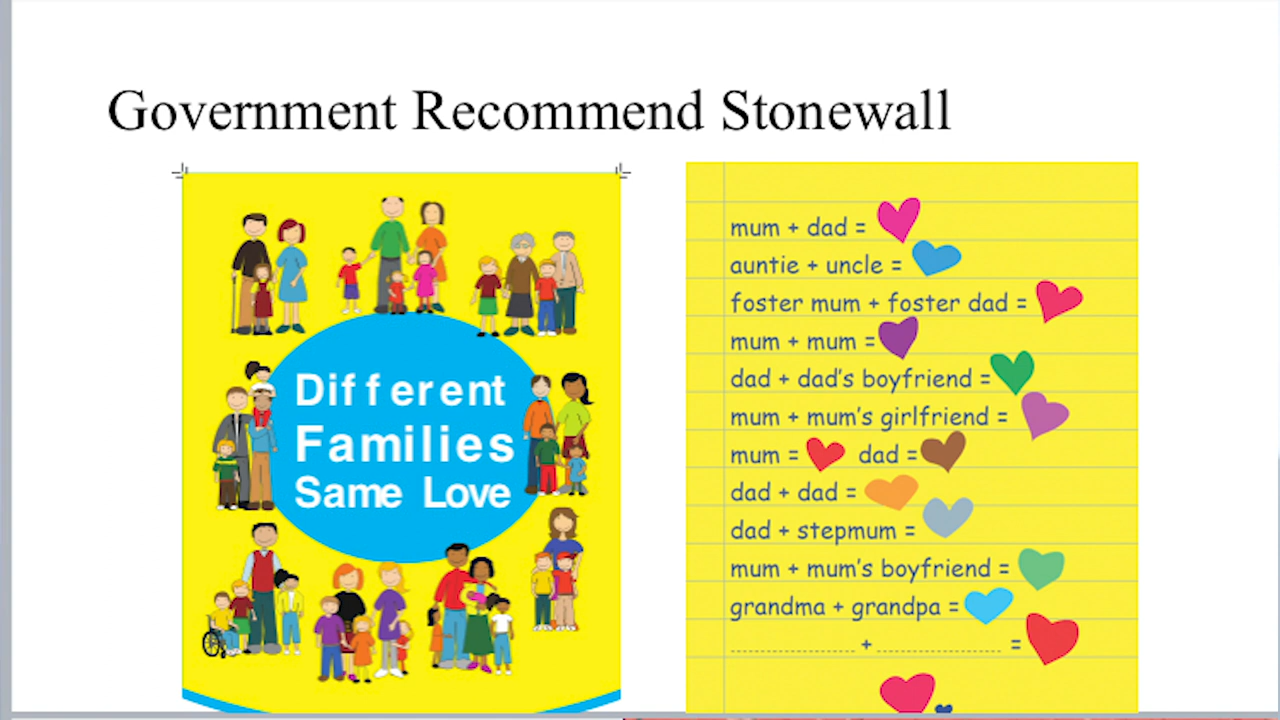 Government Recommend Stonewall
Different
Families
Same Love
mum + dad =
auntie + uncle =
foster mum + foster dad =
mum + mum =
dad + dad's boyfriend =
mum + mum's girlfriend =
mum = dad =
dad + dad =
dad + stepmum =
mum + mum's boyfriend =
grandma + grandpa =
.................... + .................... =